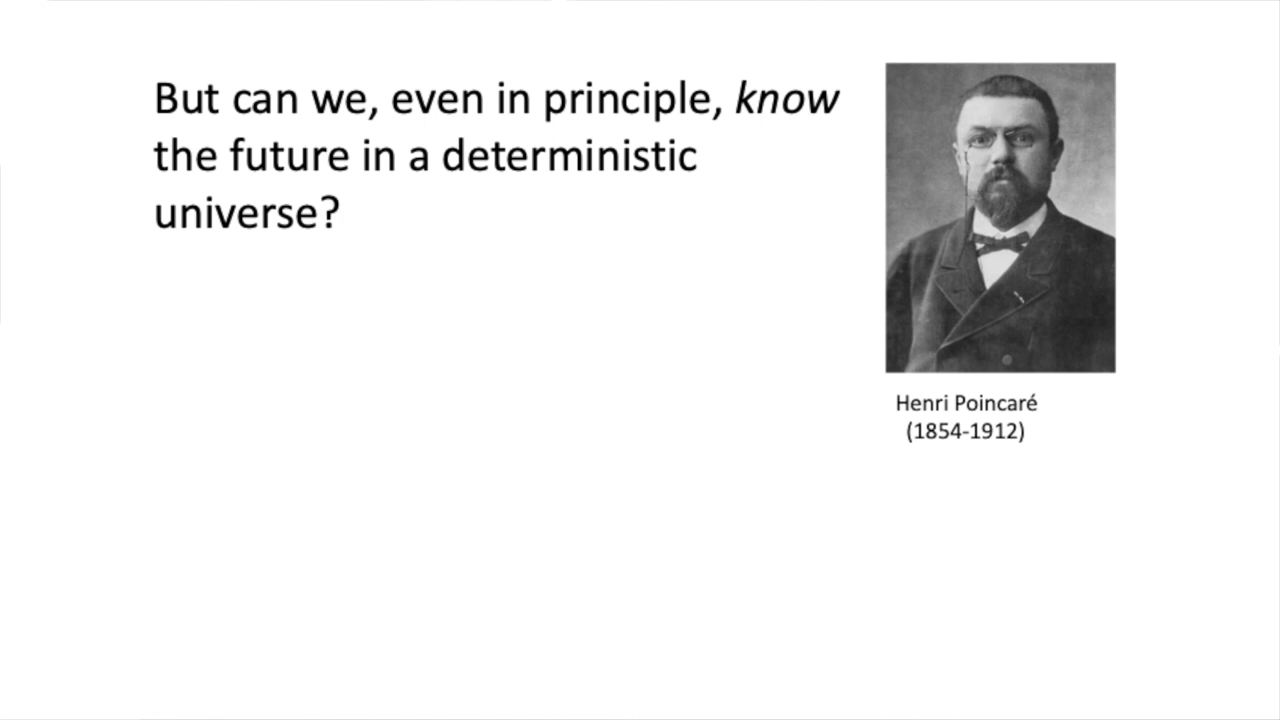 But can we, even in principle, know
the future in a deterministic
universe?
Henri Poincaré
(1854-1912)